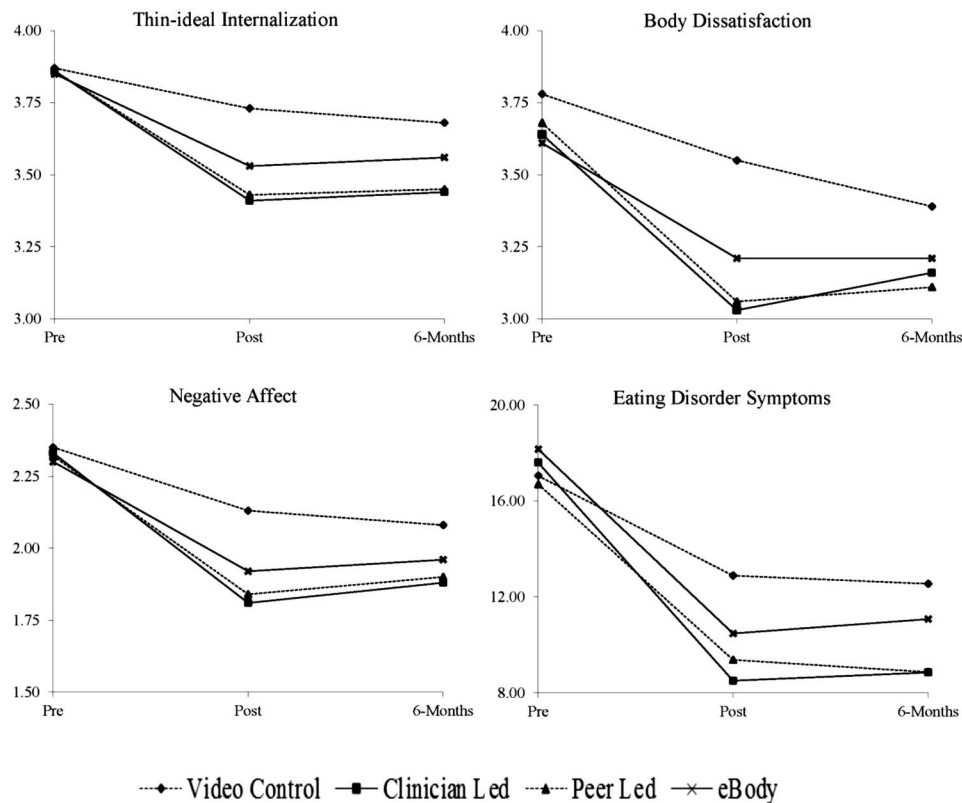 Thin-ideal Internalization
4.00
3.75
3.50
3.25
3.00
Pre
Post
6-Months
Body Dissatisfaction
4.00
3.75
3.50
3.25
3.00
Pre
Post
6-Months
Negative Affect
2.50
2.25
2.00
1.75
1.50
Pre
Post
6-Months
Eating Disorder Symptoms
20.00
16.00
12.00
8.00
Pre
Post
6-Months
Video Control Clinician Led Peer Led eBody